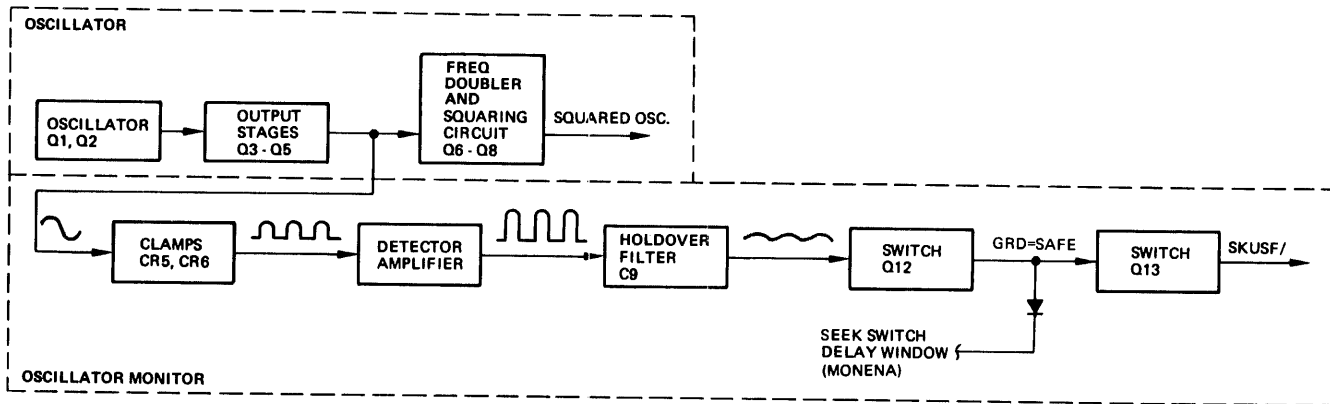 OSCILLATOR
OSCILLATOR
Q1, Q2
OUTPUT
STAGES
Q3 - Q5
FREQ
DOUBLER
AND
SQUARING
CIRCUIT
Q6 - Q8
SQUARED OSC.
CLAMPS
CR5, CR6
DETECTOR
AMPLIFIER
HOLDOVER
FILTER
C9
SWITCH
Q12
GRD=SAFE
SWITCH
Q13
SKUSF/
SEEK SWITCH
DELAY WINDOW
(MONENA)
OSCILLATOR MONITOR